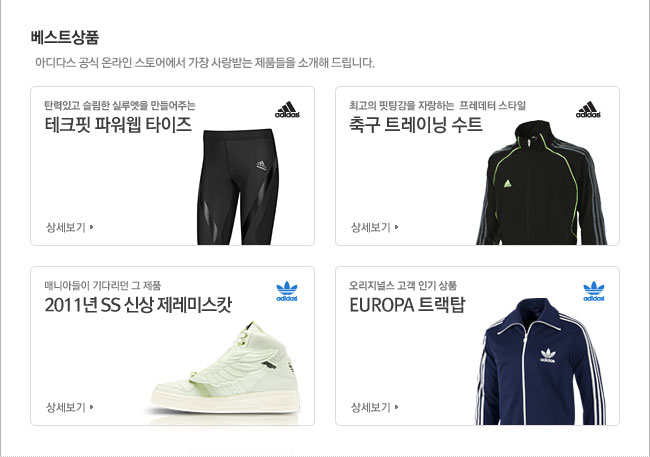 베스트상품
아디다스 공식 온라인 스토어에서 가장 사랑받는 제품들을 소개해 드립니다.
탄력있고 슬림한 실루엣을 만들어주는
테크핏 파워웹 타이즈
adidas
상세보기
최고의 핏팅감을 자랑하는 프레데터 스타일
축구 트레이닝 수트
adidas
상세보기
매니아들이 기다리던 그 제품
2011년 SS 신상 제레미스캇
adidas
상세보기
오리지널스 고객 인기 상품
EUROPA 트랙탑
adidas
상세보기